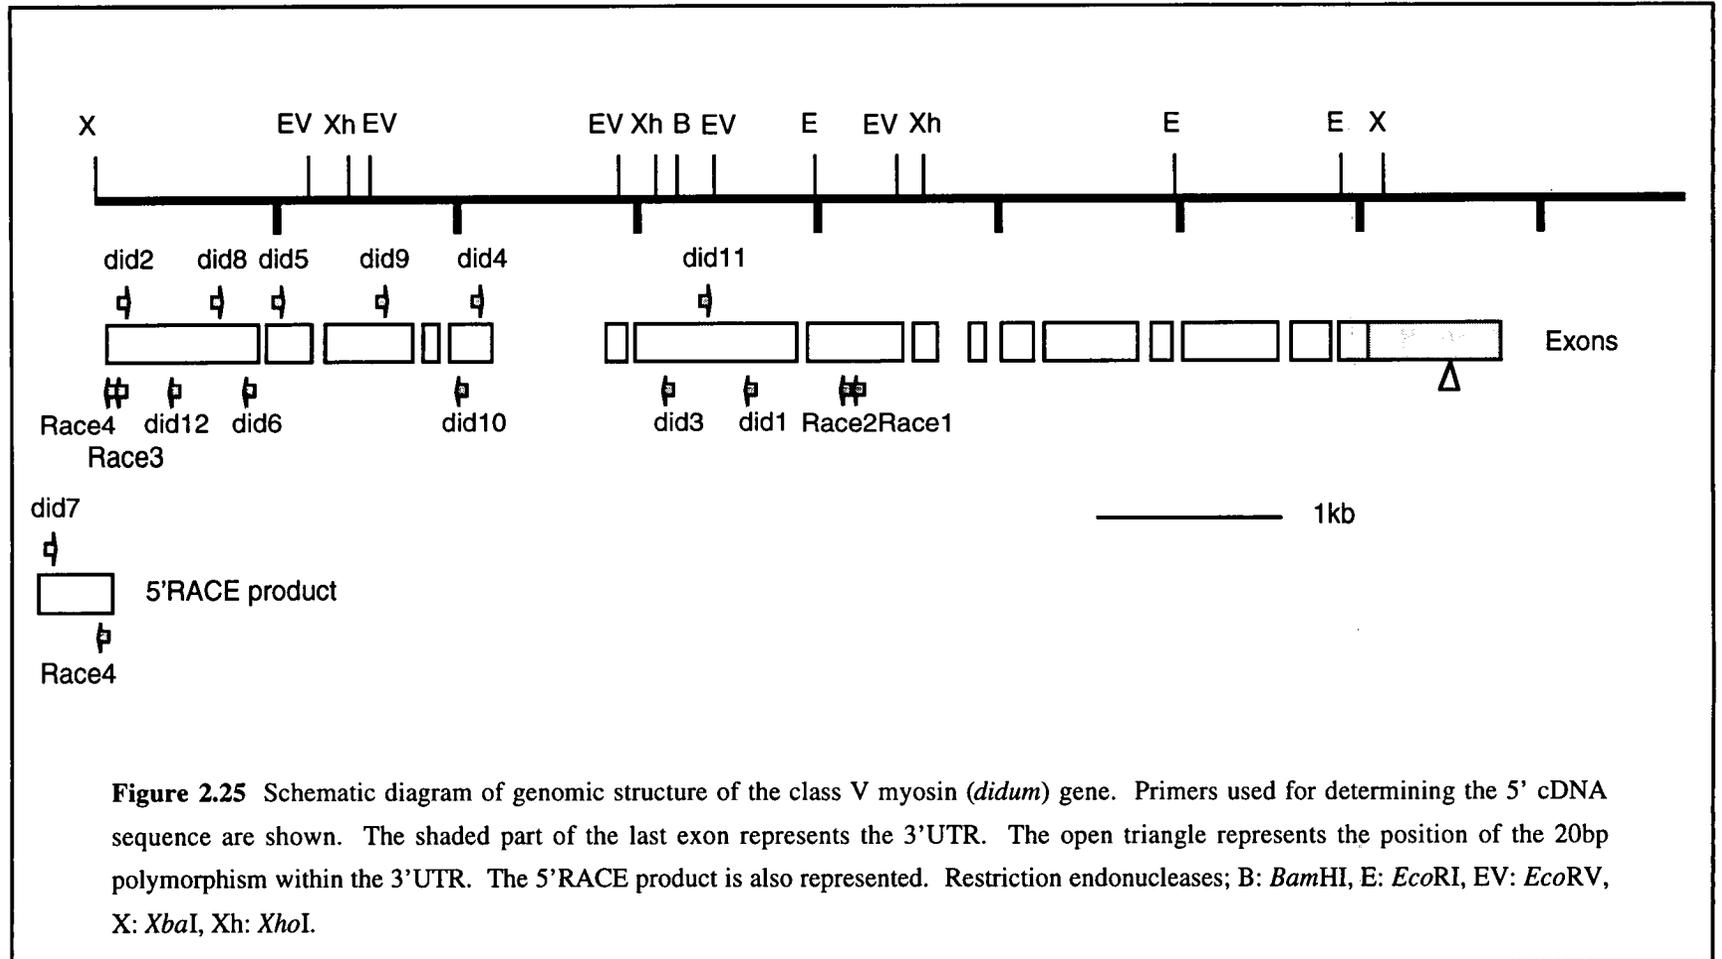 X EV Xh EV EV Xh B EV E EV Xh E E X
did2 did8 did5 did9 did4 did11
Exons
Race4 did12 did6 did10 did3 did1 Race2Race1
Race3
did7
1kb
5'RACE product
Race4
Figure 2.25 Schematic diagram of genomic structure of the class V myosin (didum) gene. Primers used for determining the 5' cDNA
sequence are shown. The shaded part of the last exon represents the 3'UTR. The open triangle represents the position of the 20bp
polymorphism within the 3'UTR. The 5'RACE product is also represented. Restriction endonucleases; B: BamHI, E: EcoRI, EV: EcoRV,
X: XbaI, Xh: XhoI.